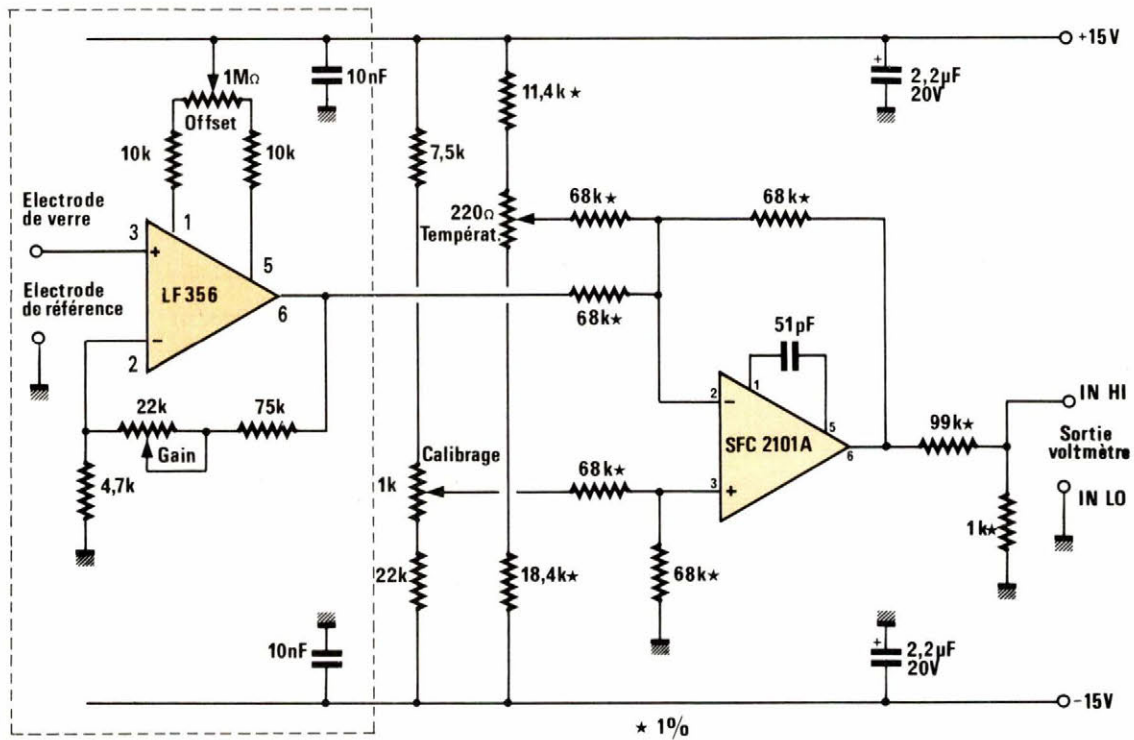 +15V
1MΩ
Offset
10nF
2,2µF
20V
11,4k ★
10k
10k
7,5k
Electrode
de verre
220Ω
Températ.
68k★
68k★
3
1
+
5
LF 356
6
Electrode
de référence
68k★
51pF
−
2
2
−
1
5
IN HI
22k
75k
SFC 2101A
6
99k★
Sortie
voltmètre
Gain
Calibrage
68k★
3
+
4,7k
1k
IN LO
1k★
22k
18,4k★
68k★
10nF
2,2µF
20V
+
+
−15V
★ 1%